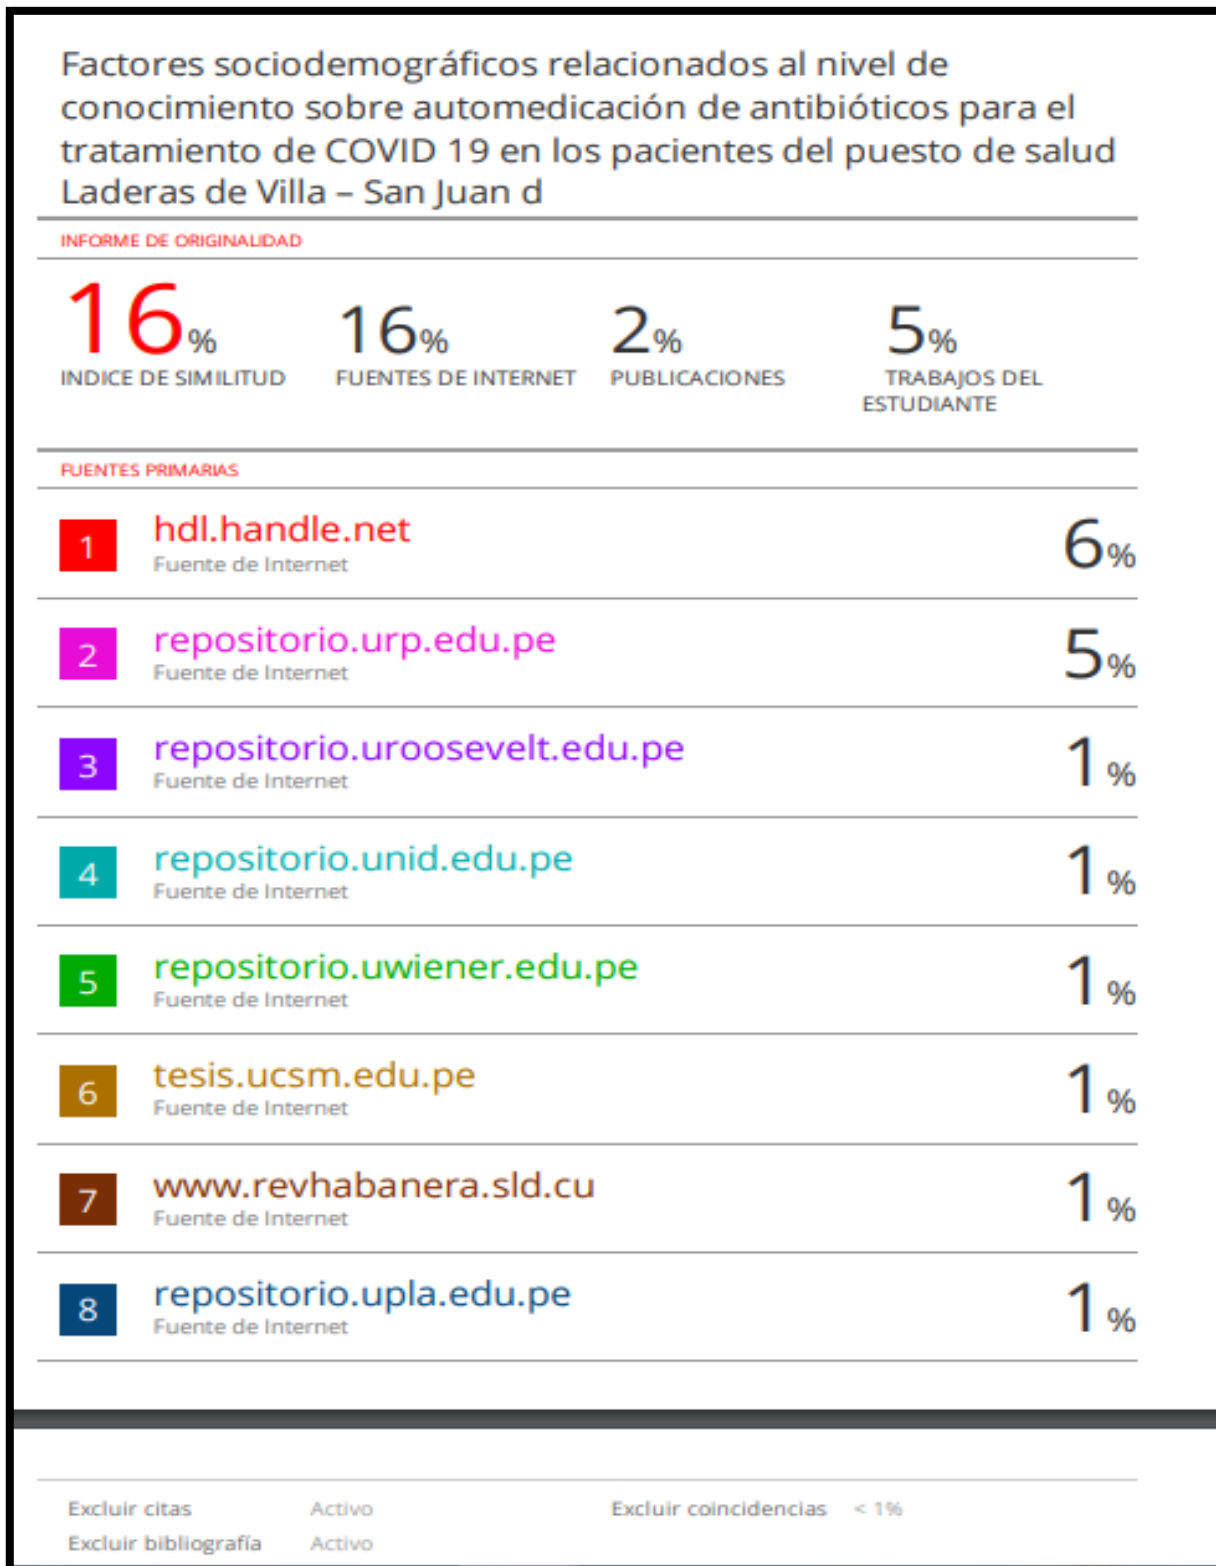 Factores sociodemográficos relacionados al nivel de
conocimiento sobre automedicación de antibióticos para el
tratamiento de COVID 19 en los pacientes del puesto de salud
Laderas de Villa – San Juan d
INFORME DE ORIGINALIDAD
16% 16% 2% 5%
INDICE DE SIMILITUD FUENTES DE INTERNET PUBLICACIONES TRABAJOS DEL
ESTUDIANTE
FUENTES PRIMARIAS
1 hdl.handle.net 6%
Fuente de Internet
2 repositorio.urp.edu.pe 5%
Fuente de Internet
3 repositorio.uroosevelt.edu.pe 1%
Fuente de Internet
4 repositorio.unid.edu.pe 1%
Fuente de Internet
5 repositorio.uwiener.edu.pe 1%
Fuente de Internet
6 tesis.ucsm.edu.pe 1%
Fuente de Internet
7 www.revhabanera.sld.cu 1%
Fuente de Internet
8 repositorio.upla.edu.pe 1%
Fuente de Internet
Excluir citas Activo Excluir coincidencias < 1%
Excluir bibliografía Activo